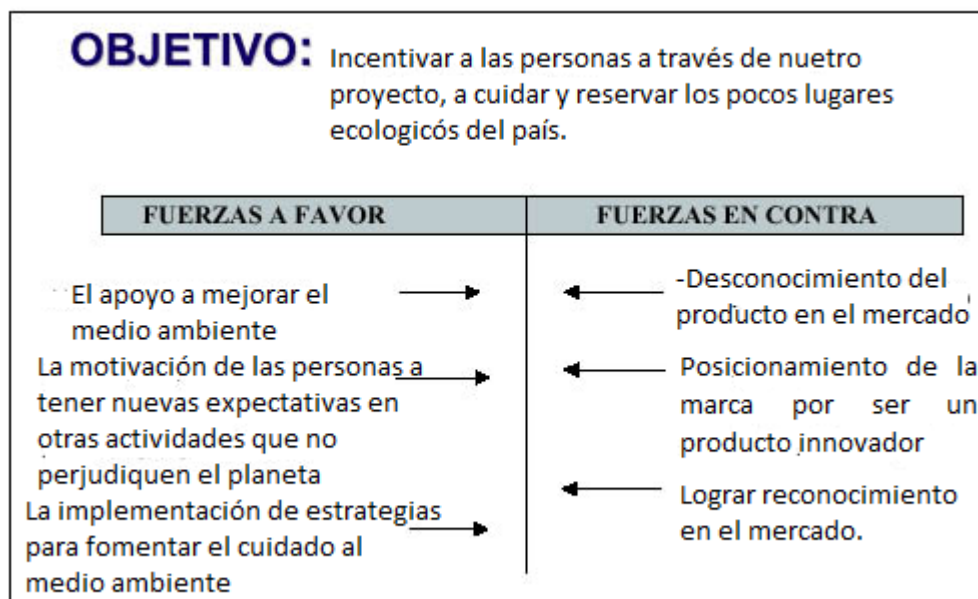 OBJETIVO: Incentivar a las personas a través de nuetro
proyecto, a cuidar y reservar los pocos lugares
ecologicós del país.
FUERZAS A FAVOR
El apoyo a mejorar el
medio ambiente
La motivación de las personas a
tener nuevas expectativas en
otras actividades que no
perjudiquen el planeta
La implementación de estrategias
para fomentar el cuidado al
medio ambiente
FUERZAS EN CONTRA
-Desconocimiento del
producto en el mercado
Posicionamiento de la
marca por ser un
producto innovador
Lograr reconocimiento
en el mercado.